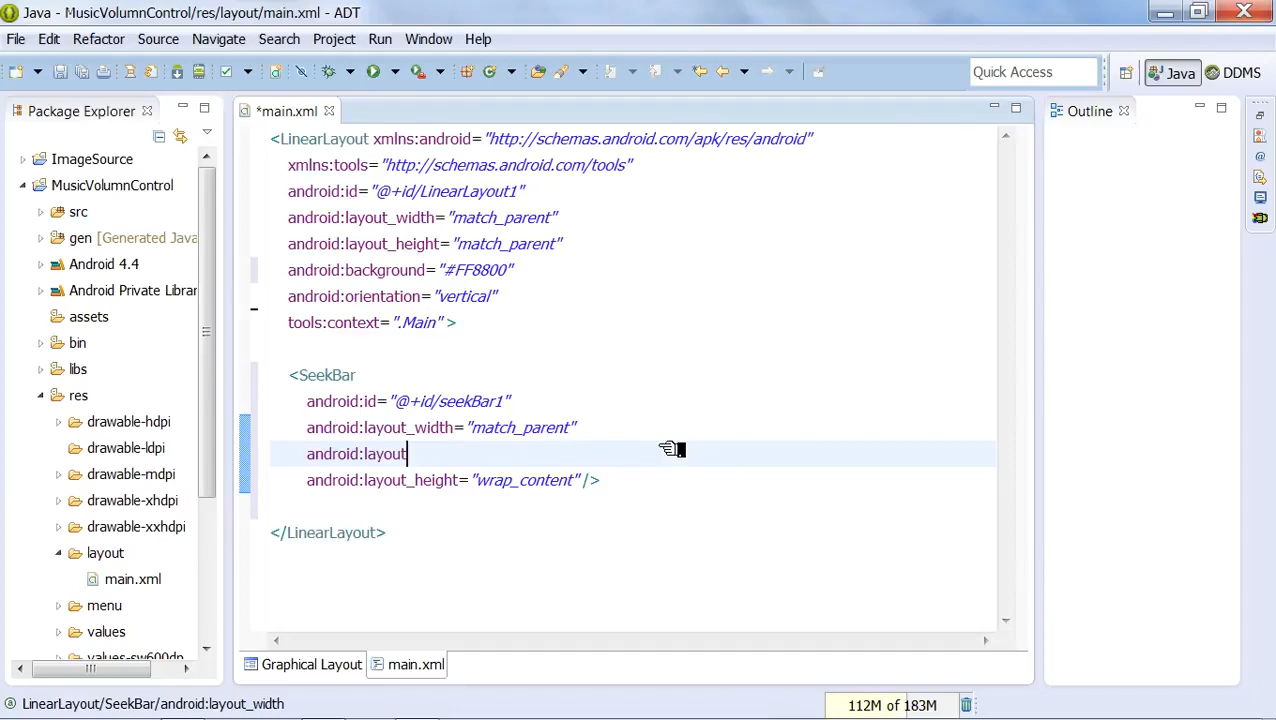 Java - MusicVolumnControl/res/layout/main.xml - ADT
File Edit Refactor Source Navigate Search Project Run Window Help
Quick Access
Java
DDMS
Package Explorer
*main.xml
Outline
ImageSource
MusicVolumnControl
src
gen [Generated Java
Android 4.4
Android Private Librar
assets
bin
libs
res
drawable-hdpi
drawable-ldpi
drawable-mdpi
drawable-xhdpi
drawable-xxhdpi
layout
main.xml
menu
values
values-sw600dp
<LinearLayout xmlns:android="http://schemas.android.com/apk/res/android"
xmlns:tools="http://schemas.android.com/tools"
android:id="@+id/LinearLayout1"
android:layout_width="match_parent"
android:layout_height="match_parent"
android:background="#FF8800"
android:orientation="vertical"
tools:context=".Main" >
<SeekBar
android:id="@+id/seekBar1"
android:layout_width="match_parent"
android:layout
android:layout_height="wrap_content" />
</LinearLayout>
Graphical Layout
main.xml
LinearLayout/SeekBar/android:layout_width
112M of 183M